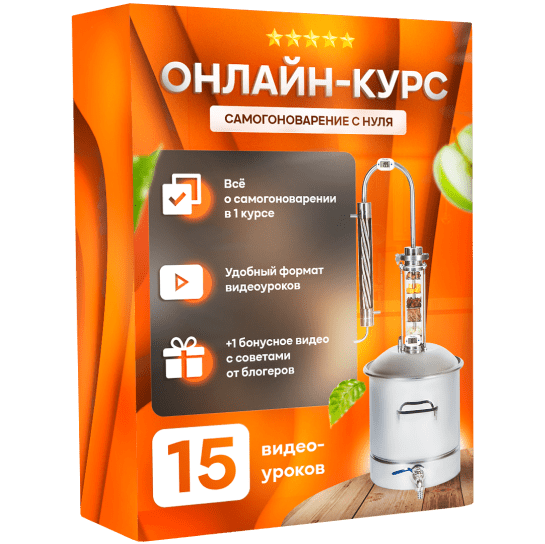 ОНЛАЙН-КУРС
САМОГОНОВАРЕНИЕ С НУЛЯ
Всё
о самогоноварении
в 1 курсе
Удобный формат
видеоуроков
+1 бонусное видео
с советами
от блогеров
15
видео-
уроков